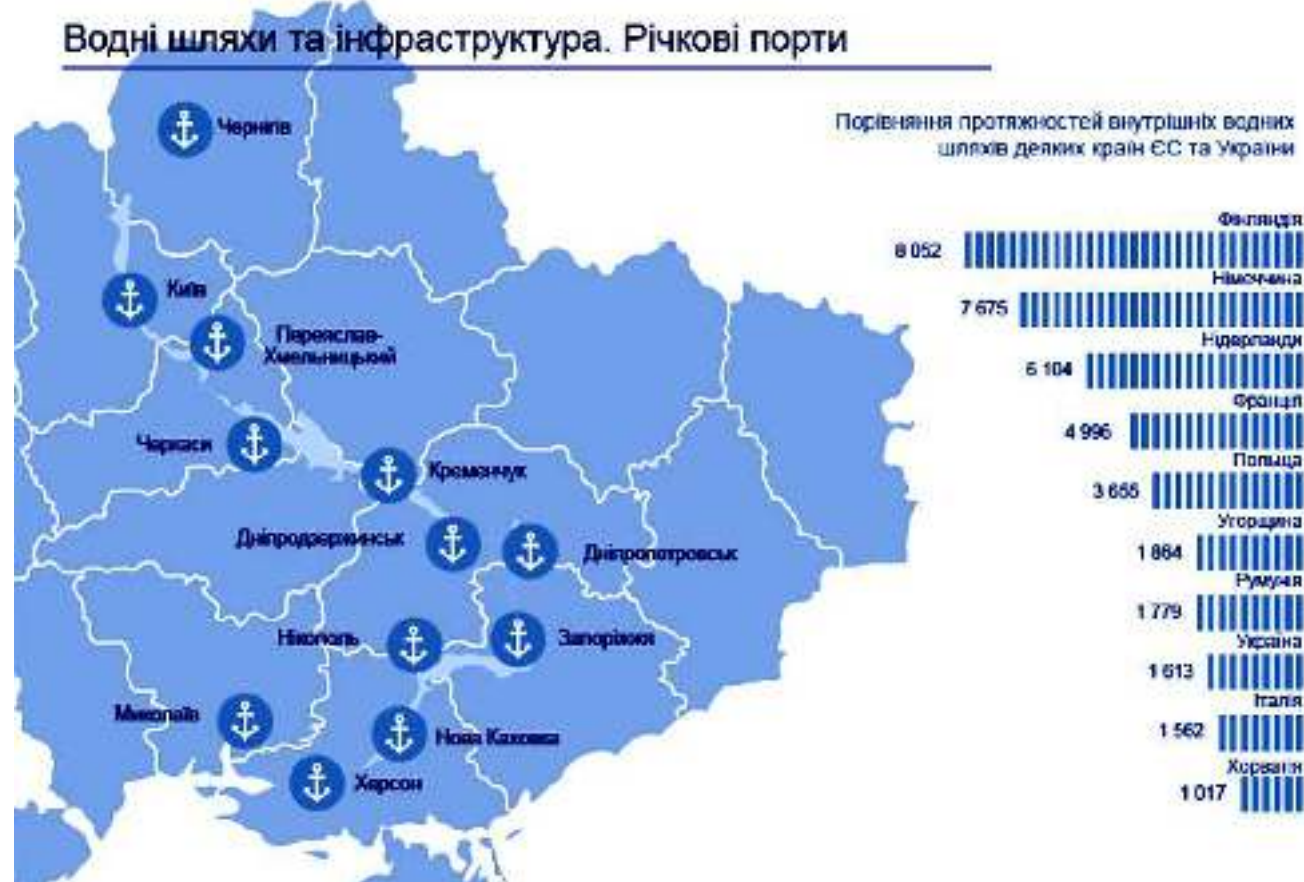 Водні шляхи та інфраструктура. Річкові порти
Порівняння протяжностей внутрішніх водних
шляхів деяких країн ЄС та України
Чернігів
Київ
Переяслав-
Хмельницький
Черкаси
Кременчук
Дніпродзержинськ
Дніпропетровськ
Нікополь
Запоріжжя
Миколаїв
Нова Каховка
Херсон
Фінляндія
8 052
Німеччина
7 675
Нідерланди
6 104
Франція
4 996
Польща
3 655
Угорщина
1 864
Румунія
1 779
Україна
1 613
Італія
1 562
Хорватія
1 017